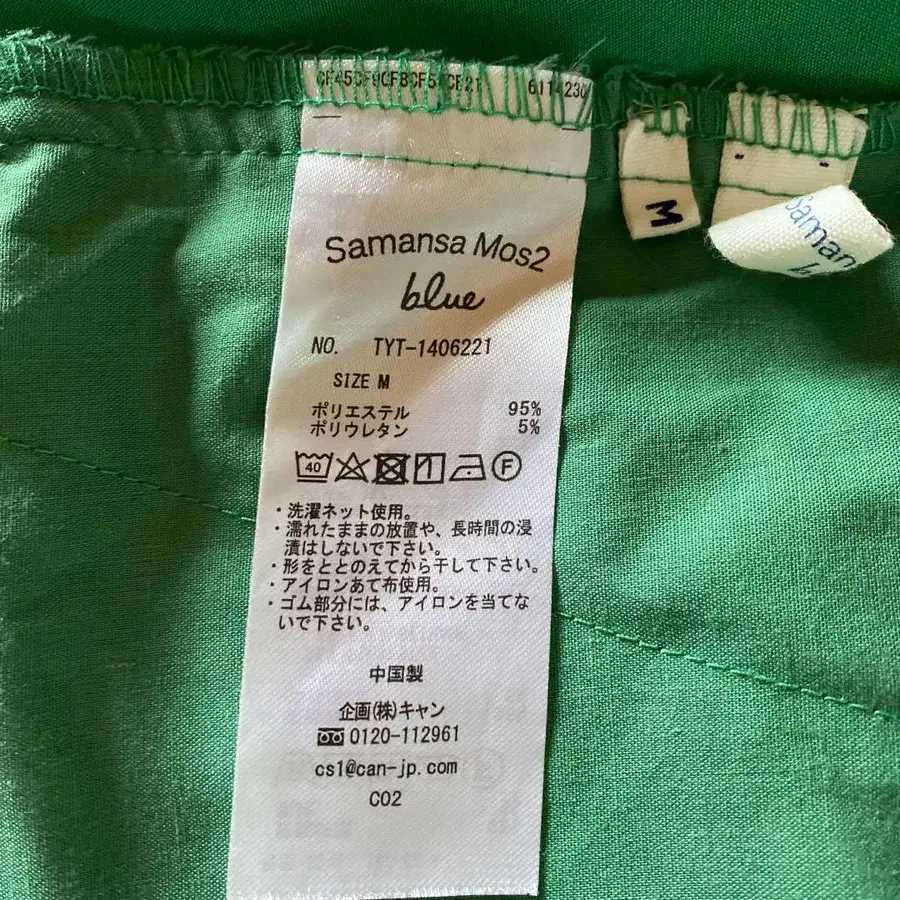 Samansa Mos2
blue
NO. TYT-1406221
SIZE M
ポリエステル 95%
ポリウレタン 5%
40 F
・洗濯ネット使用。
・濡れたままの放置や、長時間の浸
漬はしないで下さい。
・形をととのえてから干して下さい。
・アイロンあて布使用。
・ゴム部分には、アイロンを当てな
いで下さい。
中国製
企画(株)キャン
0120-112961
cs1@can-jp.com
C02
M
Saman